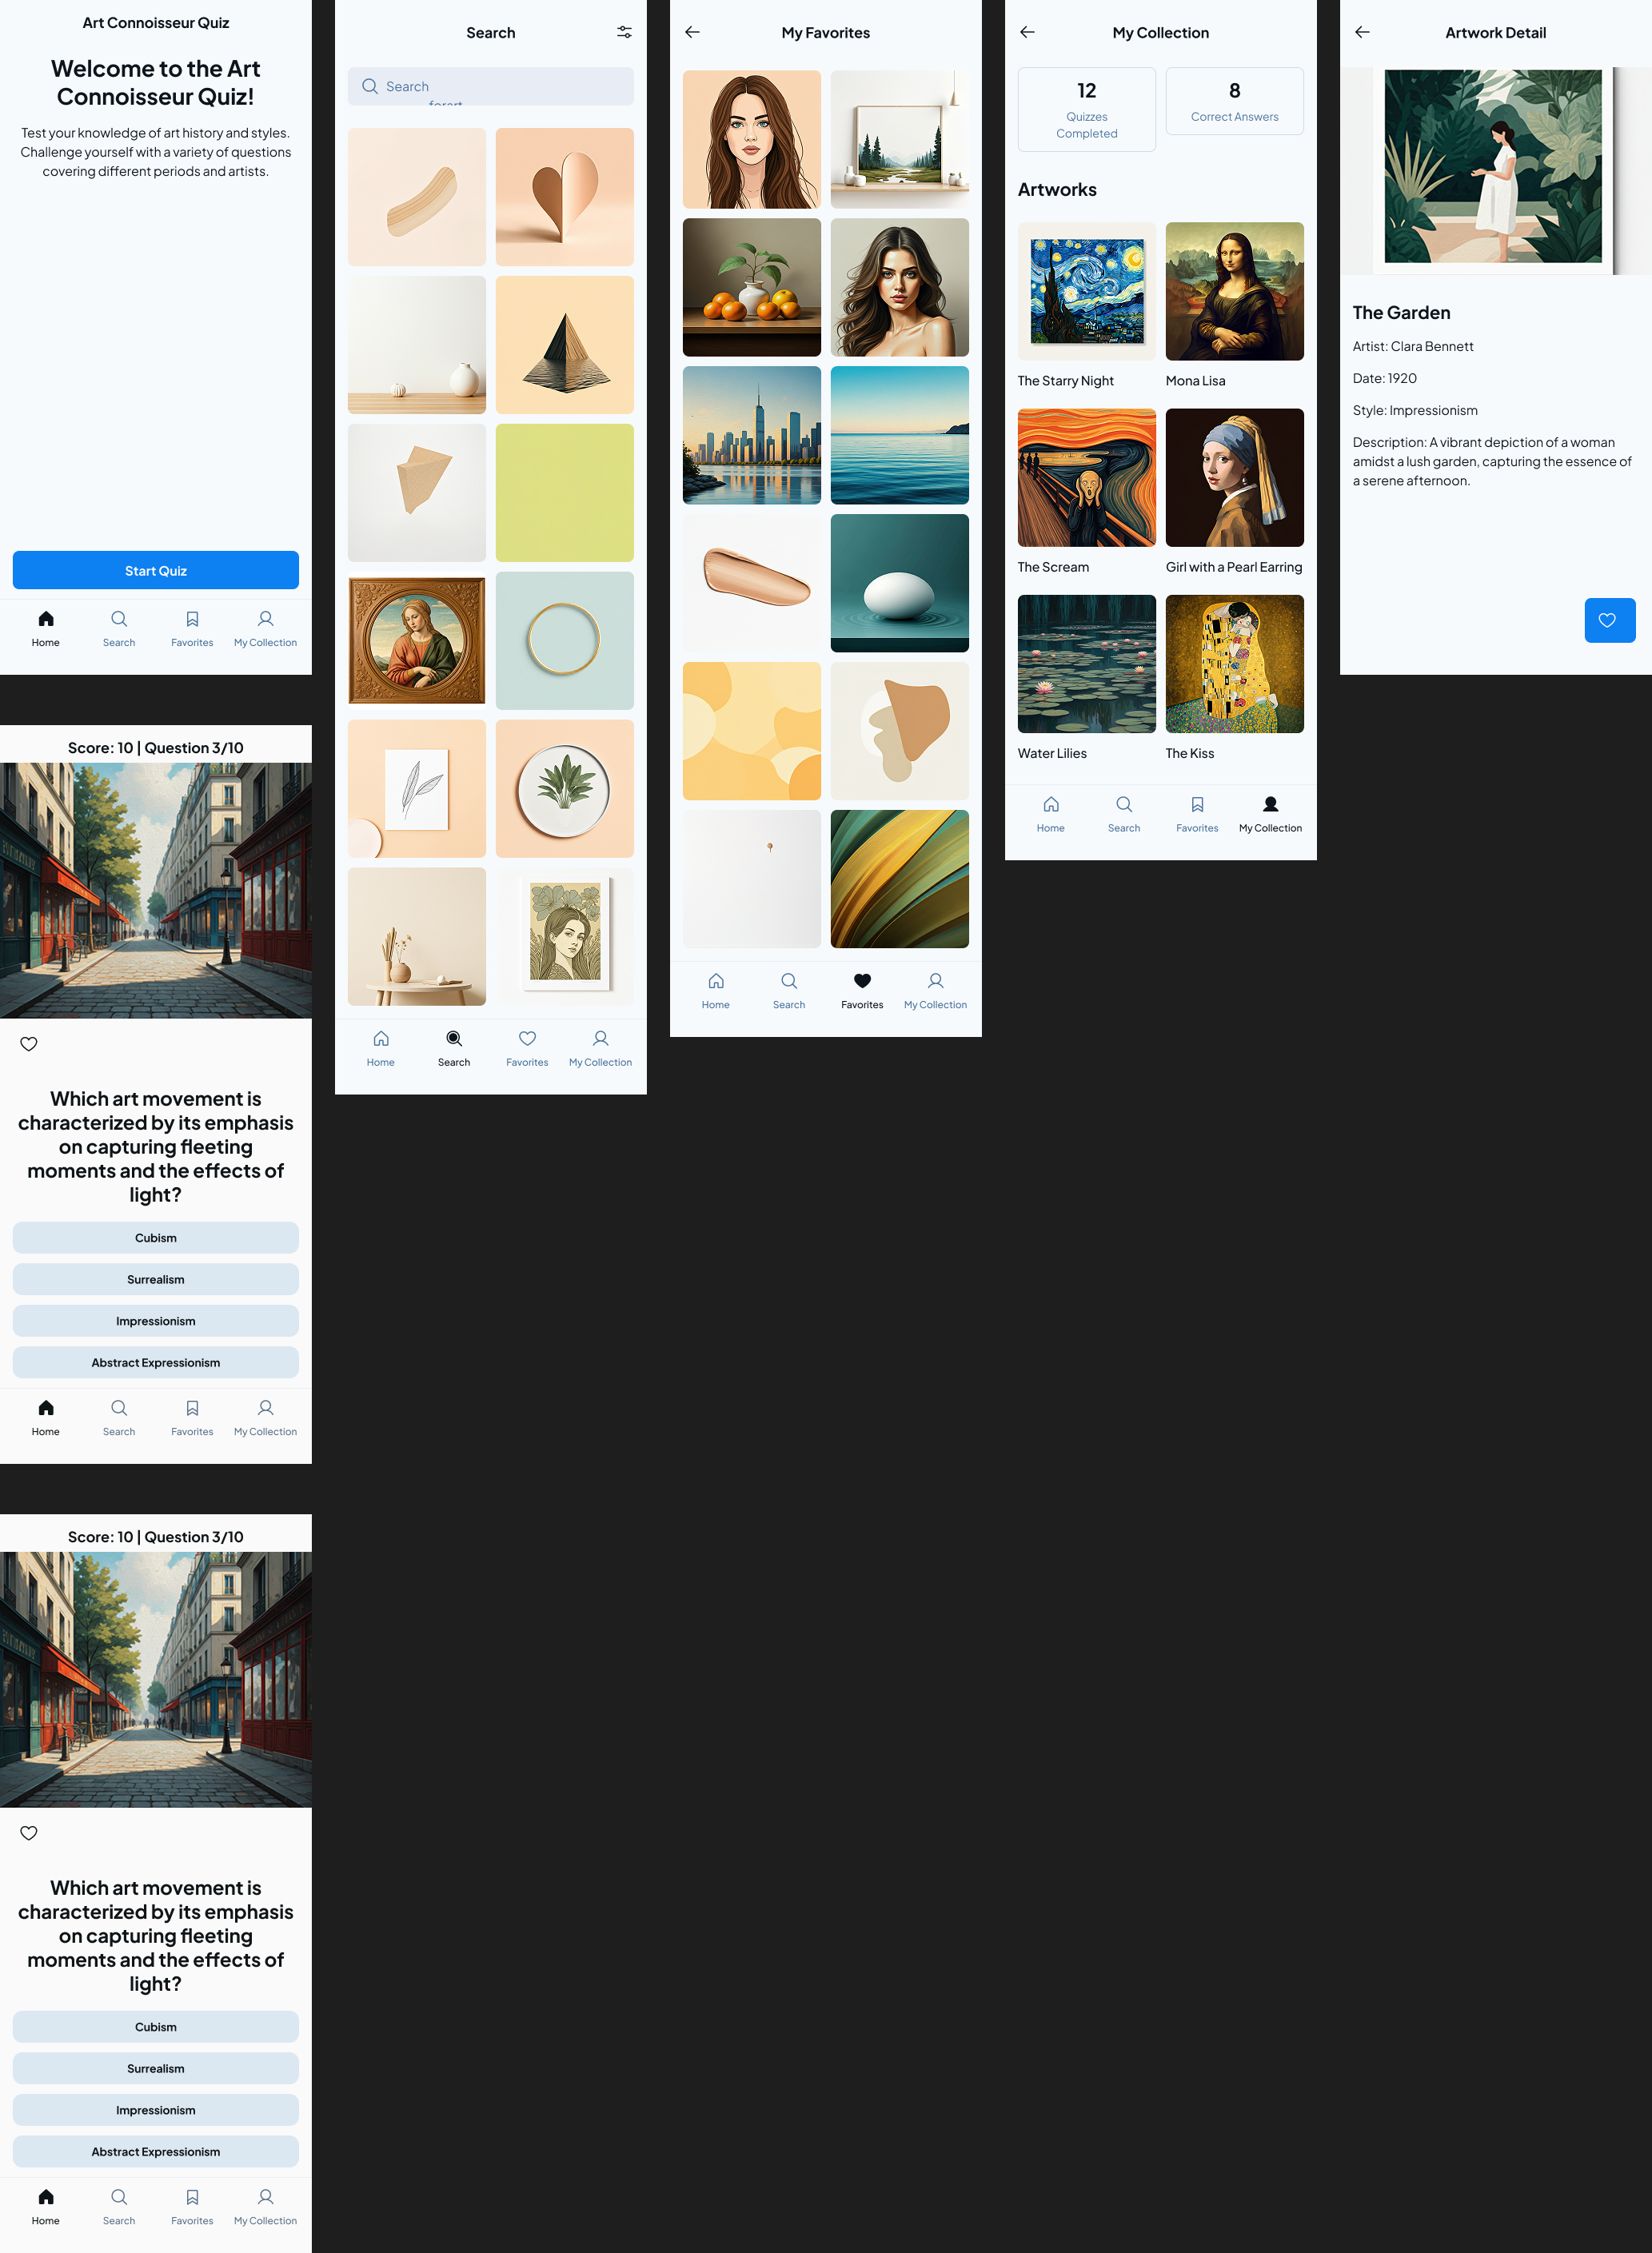 Art Connoisseur Quiz
Welcome to the Art
Connoisseur Quiz!
Test your knowledge of art history and styles.
Challenge yourself with a variety of questions
covering different periods and artists.
Start Quiz
Home
Search
Favorites
My Collection
Score: 10 | Question 3/10
Which art movement is
characterized by its emphasis
on capturing fleeting
moments and the effects of
light?
Cubism
Surrealism
Impressionism
Abstract Expressionism
Home
Search
Favorites
My Collection
Score: 10 | Question 3/10
Which art movement is
characterized by its emphasis
on capturing fleeting
moments and the effects of
light?
Cubism
Surrealism
Impressionism
Abstract Expressionism
Home
Search
Favorites
My Collection
Search
Search
forart
Home
Search
Favorites
My Collection
My Favorites
Home
Search
Favorites
My Collection
My Collection
12
Quizzes
Completed
8
Correct Answers
Artworks
The Starry Night
Mona Lisa
The Scream
Girl with a Pearl Earring
Water Lilies
The Kiss
Home
Search
Favorites
My Collection
Artwork Detail
The Garden
Artist: Clara Bennett
Date: 1920
Style: Impressionism
Description: A vibrant depiction of a woman
amidst a lush garden, capturing the essence of
a serene afternoon.